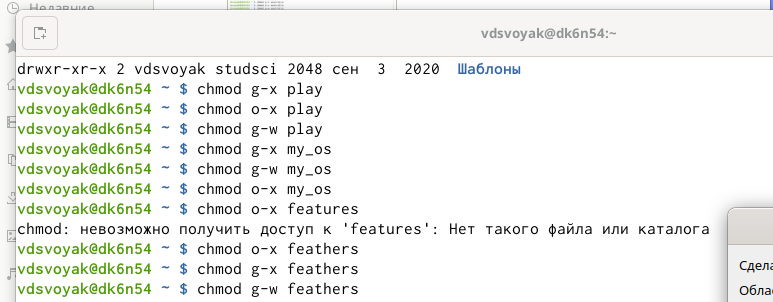 Недавние
vdsvoyak@dk6n54:~
drwxr-xr-x 2 vdsvoyak studsci 2048 сен  3  2020  Шаблоны
vdsvoyak@dk6n54 ~ $ chmod g-x play
vdsvoyak@dk6n54 ~ $ chmod o-x play
vdsvoyak@dk6n54 ~ $ chmod g-w play
vdsvoyak@dk6n54 ~ $ chmod g-x my_os
vdsvoyak@dk6n54 ~ $ chmod g-w my_os
vdsvoyak@dk6n54 ~ $ chmod o-x my_os
vdsvoyak@dk6n54 ~ $ chmod o-x features
chmod: невозможно получить доступ к 'features': Нет такого файла или каталога
vdsvoyak@dk6n54 ~ $ chmod o-x feathers
vdsvoyak@dk6n54 ~ $ chmod g-x feathers
vdsvoyak@dk6n54 ~ $ chmod g-w feathers